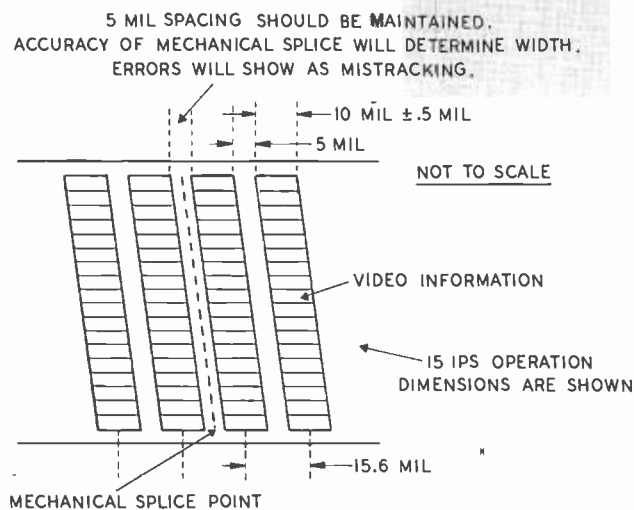 5 MIL SPACING SHOULD BE MAINTAINED.
ACCURACY OF MECHANICAL SPLICE WILL DETERMINE WIDTH.
ERRORS WILL SHOW AS MISTRACKING.
10 MIL ± .5 MIL
5 MIL
NOT TO SCALE
VIDEO INFORMATION
15 IPS OPERATION
DIMENSIONS ARE SHOWN
15.6 MIL
MECHANICAL SPLICE POINT